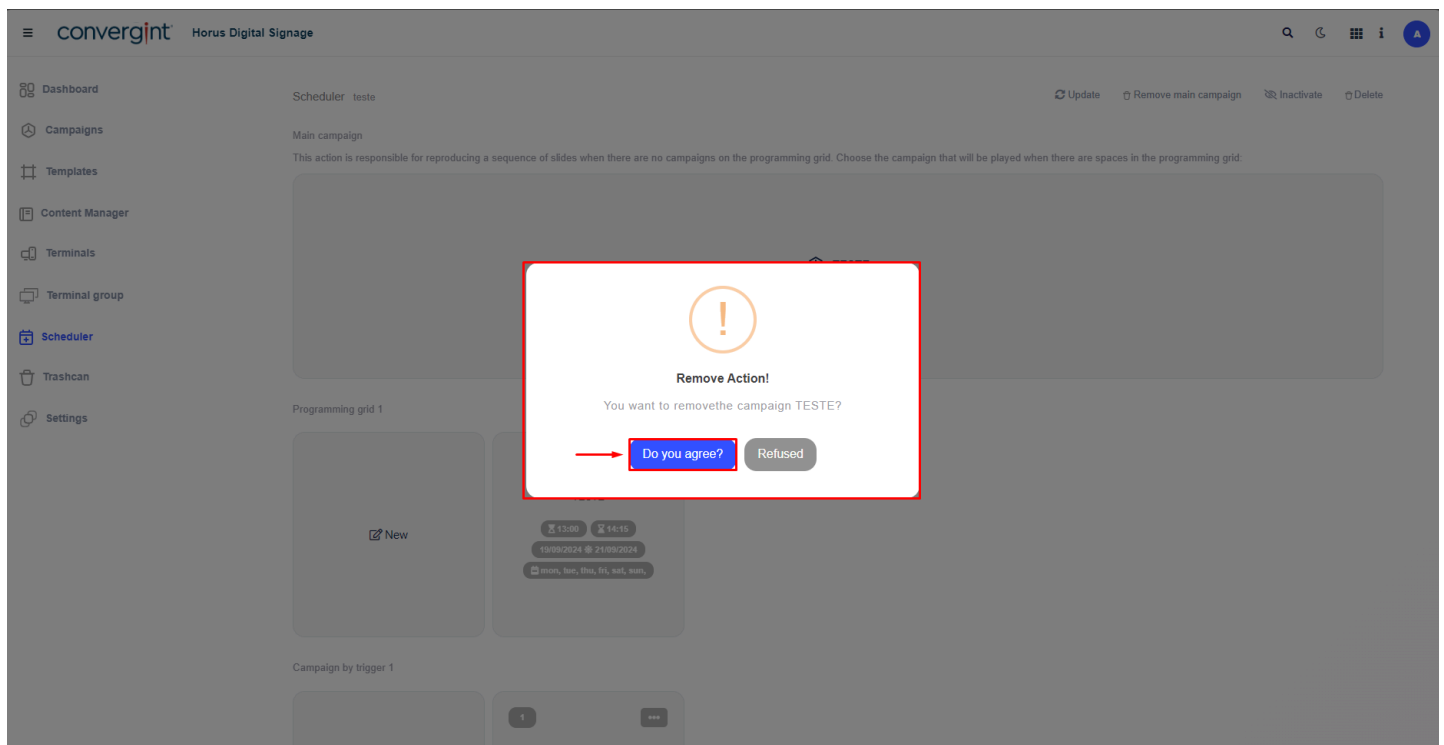 convergint Horus Digital Signage i A
Dashboard
Campaigns
Templates
Content Manager
Terminals
Terminal group
Scheduler
Trashcan
Settings
Scheduler teste
Update Remove main campaign Inactivate Delete
Main campaign
This action is responsible for reproducing a sequence of slides when there are no campaigns on the programming grid. Choose the campaign that will be played when there are spaces in the programming grid:
!
Remove Action!
You want to removethe campaign TESTE?
Do you agree? Refused
Programming grid 1
New
13:00 14:15
19/09/2024 21/09/2024
mon, tue, thu, fri, sat, sun,
Campaign by trigger 1
1 •••